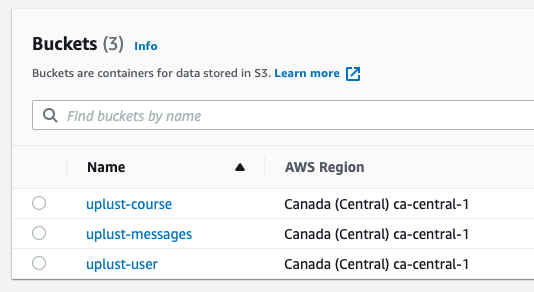 Buckets (3) Info
Buckets are containers for data stored in S3. Learn more
Find buckets by name
Name AWS Region
uplust-course Canada (Central) ca-central-1
uplust-messages Canada (Central) ca-central-1
uplust-user Canada (Central) ca-central-1